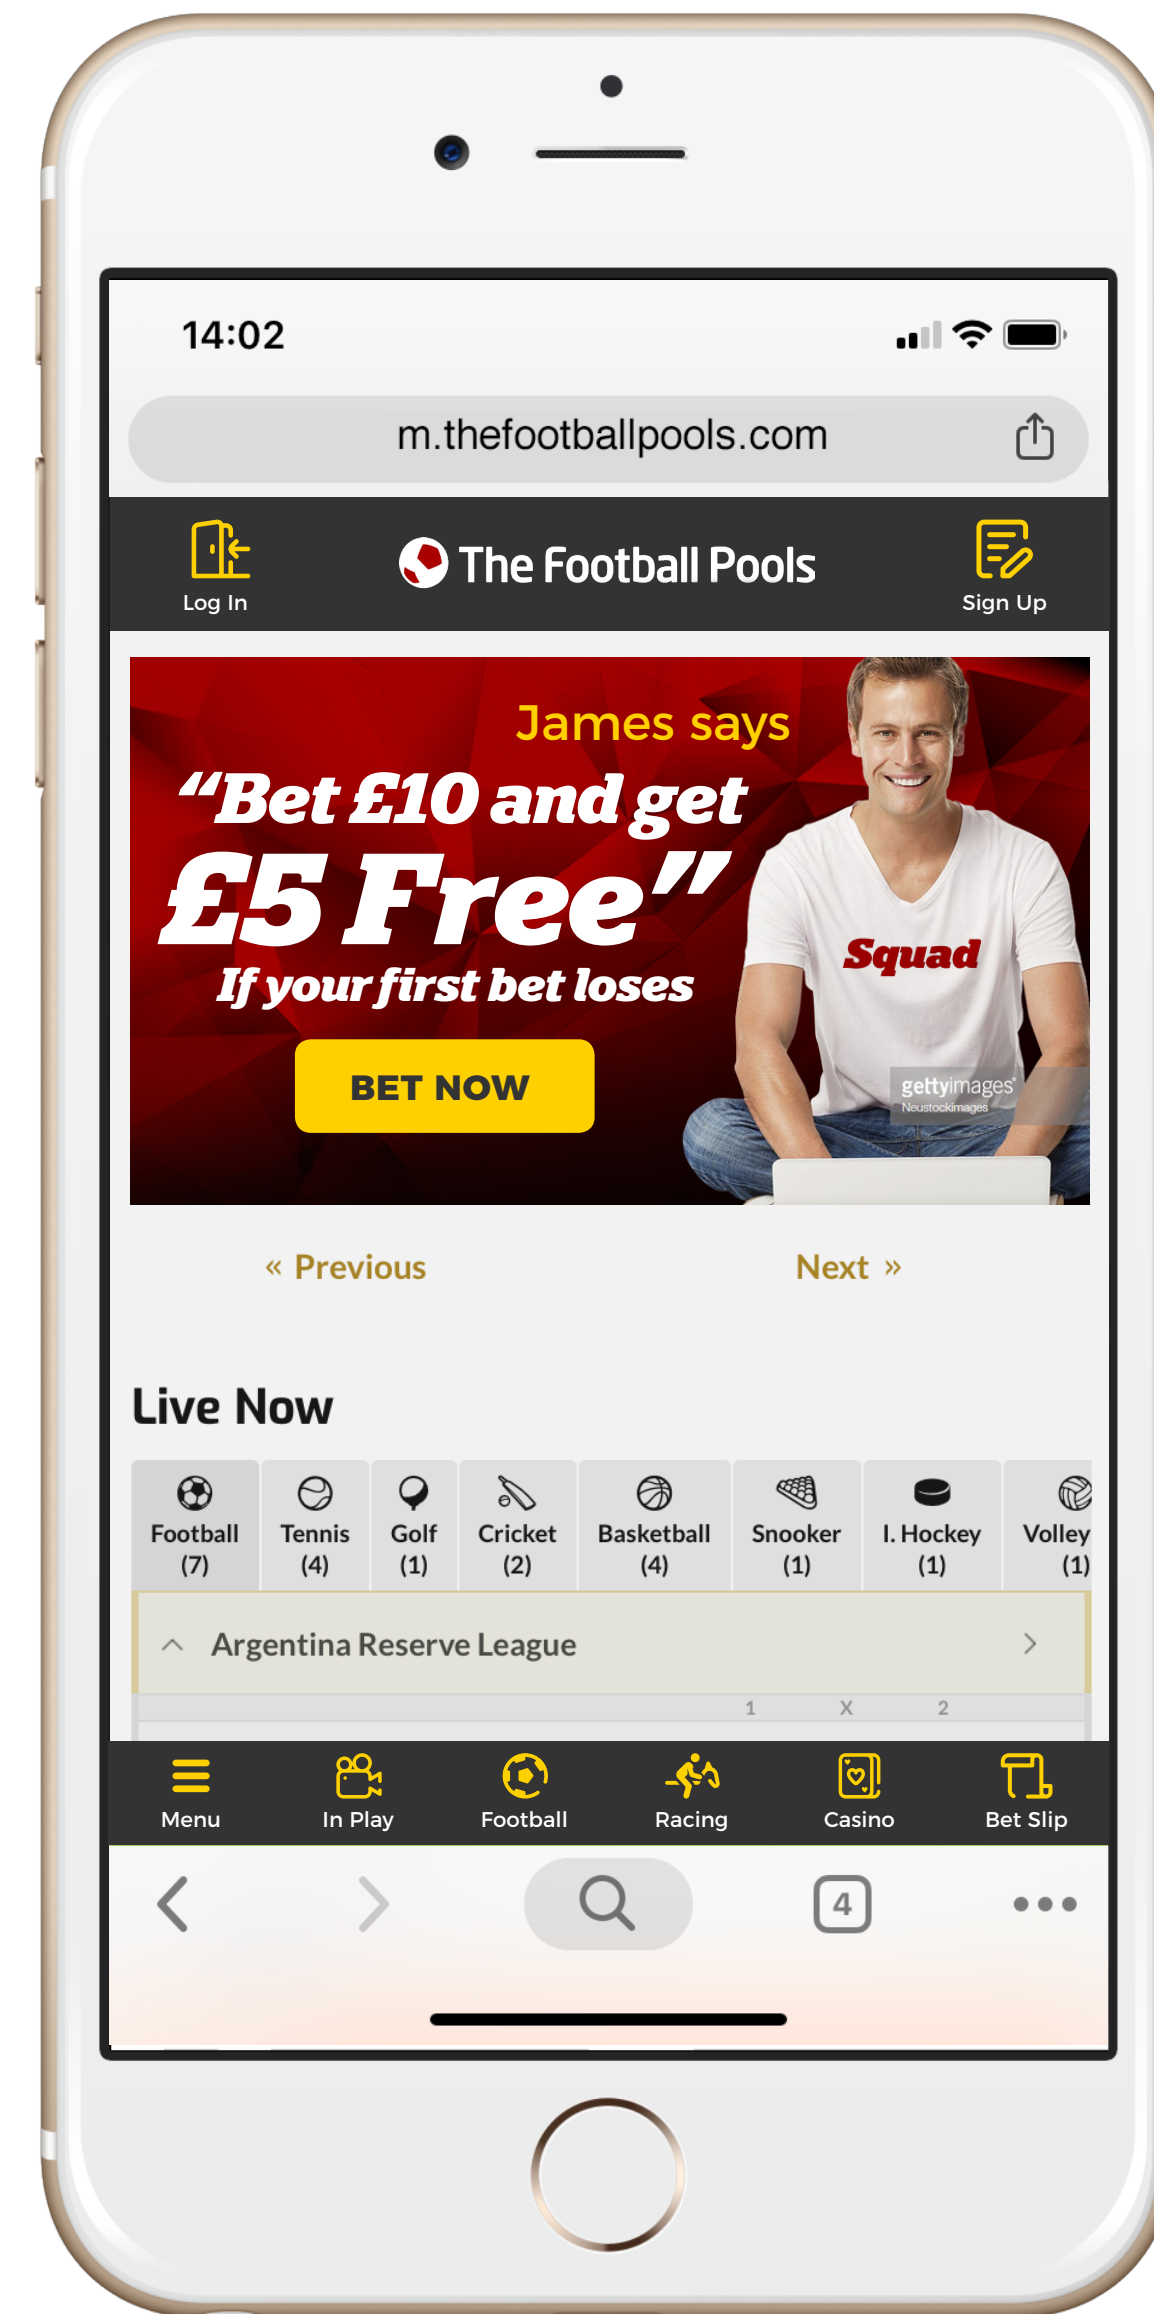 14:02
m.thefootballpools.com
Log In
The Football Pools
Sign Up
James says
“Bet £10 and get
£5 Free”
If your first bet loses
Squad
BET NOW
gettyimages®
Neustockimages
« Previous
Next »
Live Now
Football Tennis Golf Cricket Basketball Snooker I. Hockey Volley
(7) (4) (1) (2) (4) (1) (1) (1)
Argentina Reserve League
1 X 2
Menu In Play Football Racing Casino Bet Slip
4